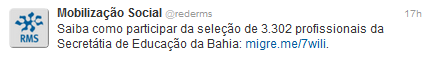 Mobilização Social @rederms 17h
Saiba como participar da seleção de 3.302 profissionais da
Secretátia de Educação da Bahia: migre.me/7wili.
RMS